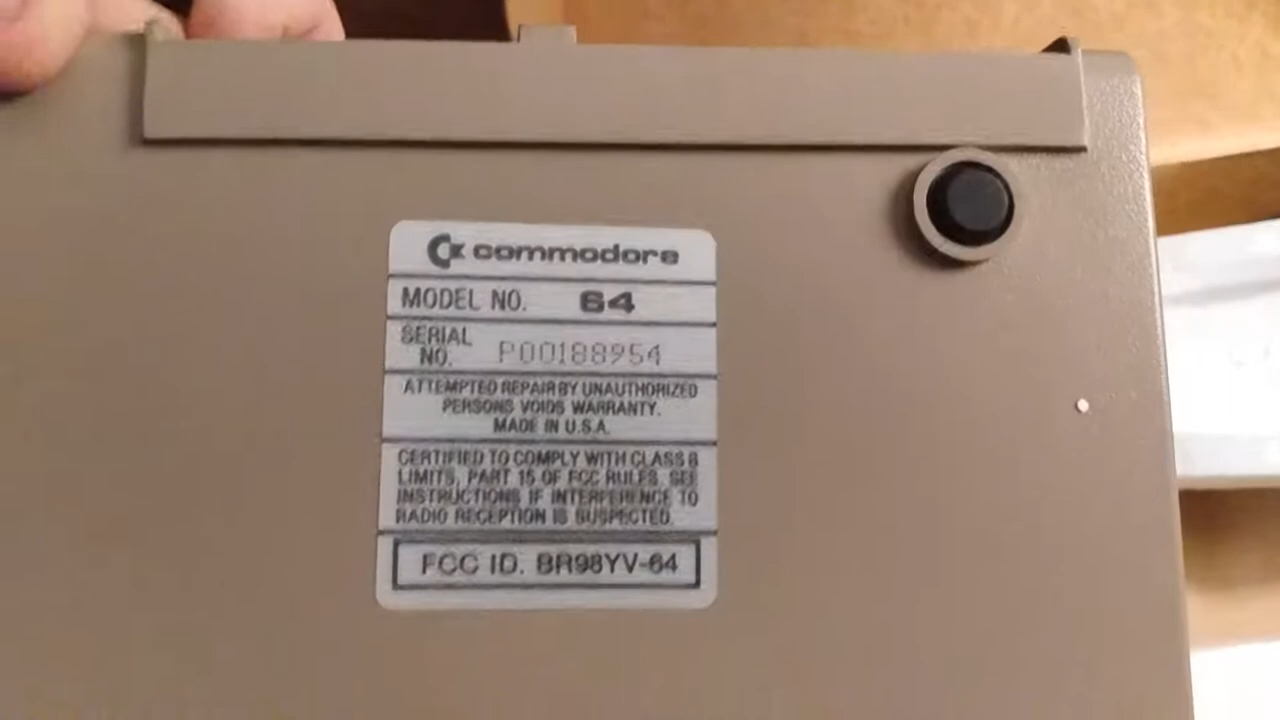 commodore
MODEL NO. 64
SERIAL NO. P00188954
ATTEMPTED REPAIR BY UNAUTHORIZED
PERSONS VOIDS WARRANTY.
MADE IN U.S.A.
CERTIFIED TO COMPLY WITH CLASS B
LIMITS, PART 15 OF FCC RULES. SEE
INSTRUCTIONS IF INTERFERENCE TO
RADIO RECEPTION IS SUSPECTED.
FCC ID. BR98YV-64